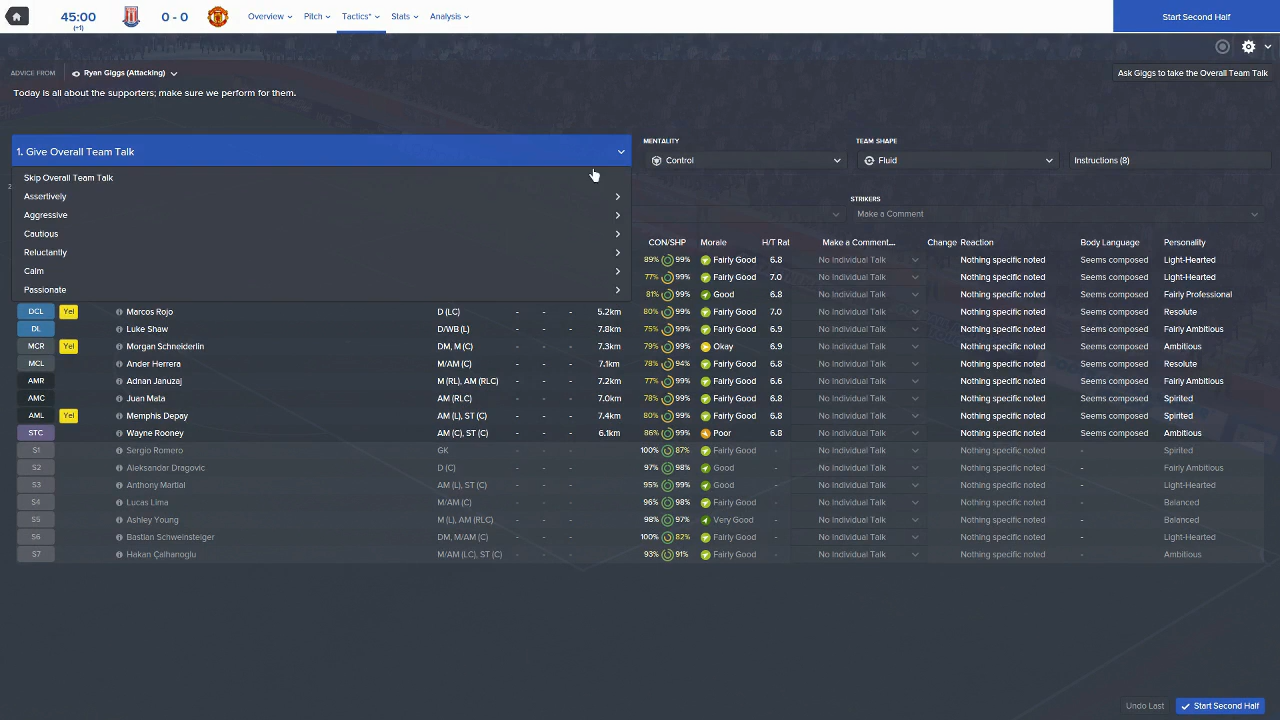 45:00 (+1) 0 - 0 Overview Pitch Tactics* Stats Analysis Start Second Half
ADVICE FROM Ryan Giggs (Attacking) Ask Giggs to take the Overall Team Talk
Today is all about the supporters; make sure we perform for them.
MENTALITY TEAM SHAPE
1. Give Overall Team Talk Control Fluid Instructions (8)
Skip Overall Team Talk
Assertively STRIKERS
Aggressive Make a Comment
Cautious
CON/SHP Morale H/T Rat Make a Comment... Change Reaction Body Language Personality
Reluctantly
89% 99% Fairly Good 6.8 No Individual Talk Nothing specific noted Seems composed Light-Hearted
Calm
77% 99% Fairly Good 7.0 No Individual Talk Nothing specific noted Seems composed Light-Hearted
Passionate
81% 99% Good 6.8 No Individual Talk Nothing specific noted Seems composed Fairly Professional
DCL Yel Marcos Rojo D (LC) - - - 5.2km 80% 99% Fairly Good 7.0 No Individual Talk Nothing specific noted Seems composed Resolute
DL Luke Shaw D/WB (L) - - - 7.8km 75% 99% Fairly Good 6.9 No Individual Talk Nothing specific noted Seems composed Fairly Ambitious
MCR Yel Morgan Schneiderlin DM, M (C) - - - 7.3km 79% 99% Okay 6.9 No Individual Talk Nothing specific noted Seems composed Ambitious
MCL Ander Herrera M/AM (C) - - - 7.1km 78% 94% Fairly Good 6.8 No Individual Talk Nothing specific noted Seems composed Resolute
AMR Adnan Januzaj M (RL), AM (RLC) - - - 7.2km 77% 99% Fairly Good 6.6 No Individual Talk Nothing specific noted Seems composed Fairly Ambitious
AMC Juan Mata AM (RLC) - - - 7.0km 78% 99% Fairly Good 6.8 No Individual Talk Nothing specific noted Seems composed Spirited
AML Yel Memphis Depay AM (L), ST (C) - - - 7.4km 80% 99% Fairly Good 6.8 No Individual Talk Nothing specific noted Seems composed Spirited
STC Wayne Rooney AM (C), ST (C) - - - 6.1km 86% 99% Poor 6.8 No Individual Talk Nothing specific noted Seems composed Ambitious
S1 Sergio Romero GK - - - 100% 87% Fairly Good - No Individual Talk Nothing specific noted - Spirited
S2 Aleksandar Dragovic D (C) - - - 97% 98% Good - No Individual Talk Nothing specific noted - Fairly Ambitious
S3 Anthony Martial AM (L), ST (C) - - - 95% 99% Good - No Individual Talk Nothing specific noted - Light-Hearted
S4 Lucas Lima M/AM (C) - - - 96% 98% Fairly Good - No Individual Talk Nothing specific noted - Balanced
S5 Ashley Young M (L), AM (RLC) - - - 98% 97% Very Good - No Individual Talk Nothing specific noted - Balanced
S6 Bastian Schweinsteiger DM, M/AM (C) - - - 100% 82% Fairly Good - No Individual Talk Nothing specific noted - Light-Hearted
S7 Hakan Çalhanoglu M/AM (LC), ST (C) - - - 93% 91% Fairly Good - No Individual Talk Nothing specific noted - Ambitious
Undo Last Start Second Half